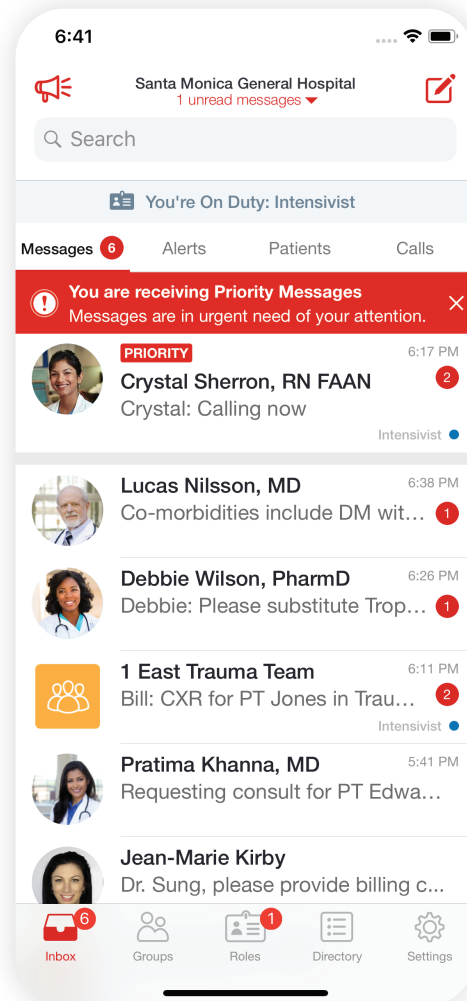 6:41
Santa Monica General Hospital
1 unread messages
Search
You're On Duty: Intensivist
Messages 6 Alerts Patients Calls
You are receiving Priority Messages
Messages are in urgent need of your attention.
PRIORITY 6:17 PM
Crystal Sherron, RN FAAN 2
Crystal: Calling now
Intensivist
Lucas Nilsson, MD 6:38 PM
Co-morbidities include DM wit... 1
Debbie Wilson, PharmD 6:26 PM
Debbie: Please substitute Trop... 1
1 East Trauma Team 6:11 PM
Bill: CXR for PT Jones in Trau... 2
Intensivist
Pratima Khanna, MD 5:41 PM
Requesting consult for PT Edwa...
Jean-Marie Kirby
Dr. Sung, please provide billing c...
6 1
Inbox Groups Roles Directory Settings